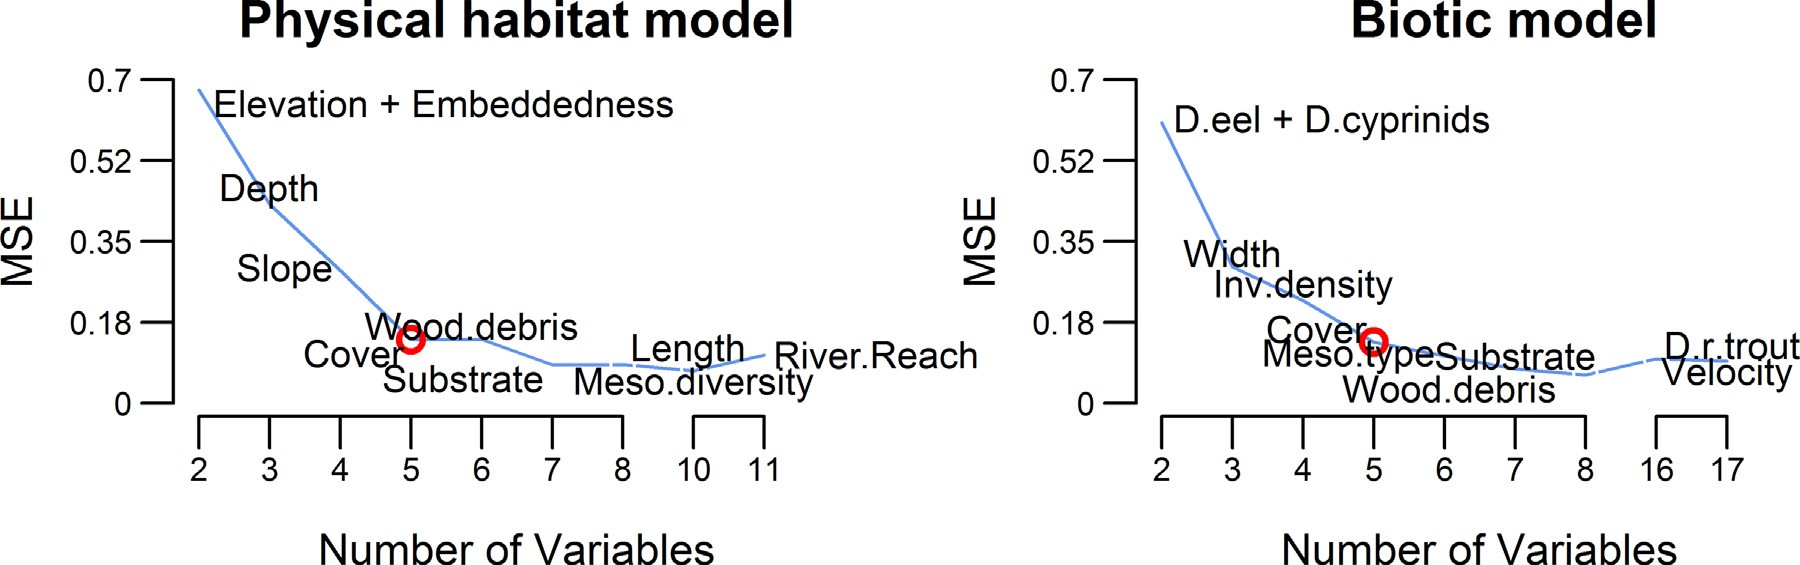 Physical habitat model
MSE
0.7
0.52
0.35
0.18
0
Elevation + Embeddedness
Depth
Slope
Wood.debris
Cover
Substrate
Length
Meso.diversity
River.Reach
2 3 4 5 6 7 8 10 11
Number of Variables
Biotic model
MSE
0.7
0.52
0.35
0.18
0
D.eel + D.cyprinids
Width
Inv.density
Cover
Meso.type
Substrate
Wood.debris
D.r.trout
Velocity
2 3 4 5 6 7 8 16 17
Number of Variables